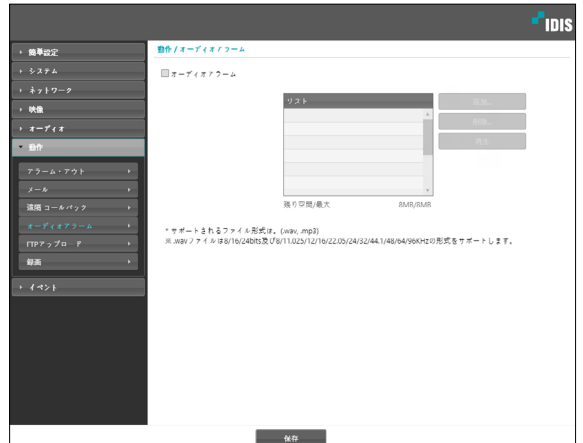 IDIS
簡単設定
システム
ネットワーク
映像
オーディオ
動作
アラーム・アウト
メール
遠隔 コールバック
オーディオアラーム
FTPアップロード
録画
イベント
動作 / オーディオアラーム
オーディオアラーム
リスト
追加...
削除...
再生
残り空間/最大 8MB/8MB
* サポートされるファイル形式は，(.wav, .mp3)
※ .wavファイルは8/16/24bits及び8/11.025/12/16/22.05/24/32/44.1/48/64/96KHzの形式をサポートします。
保存